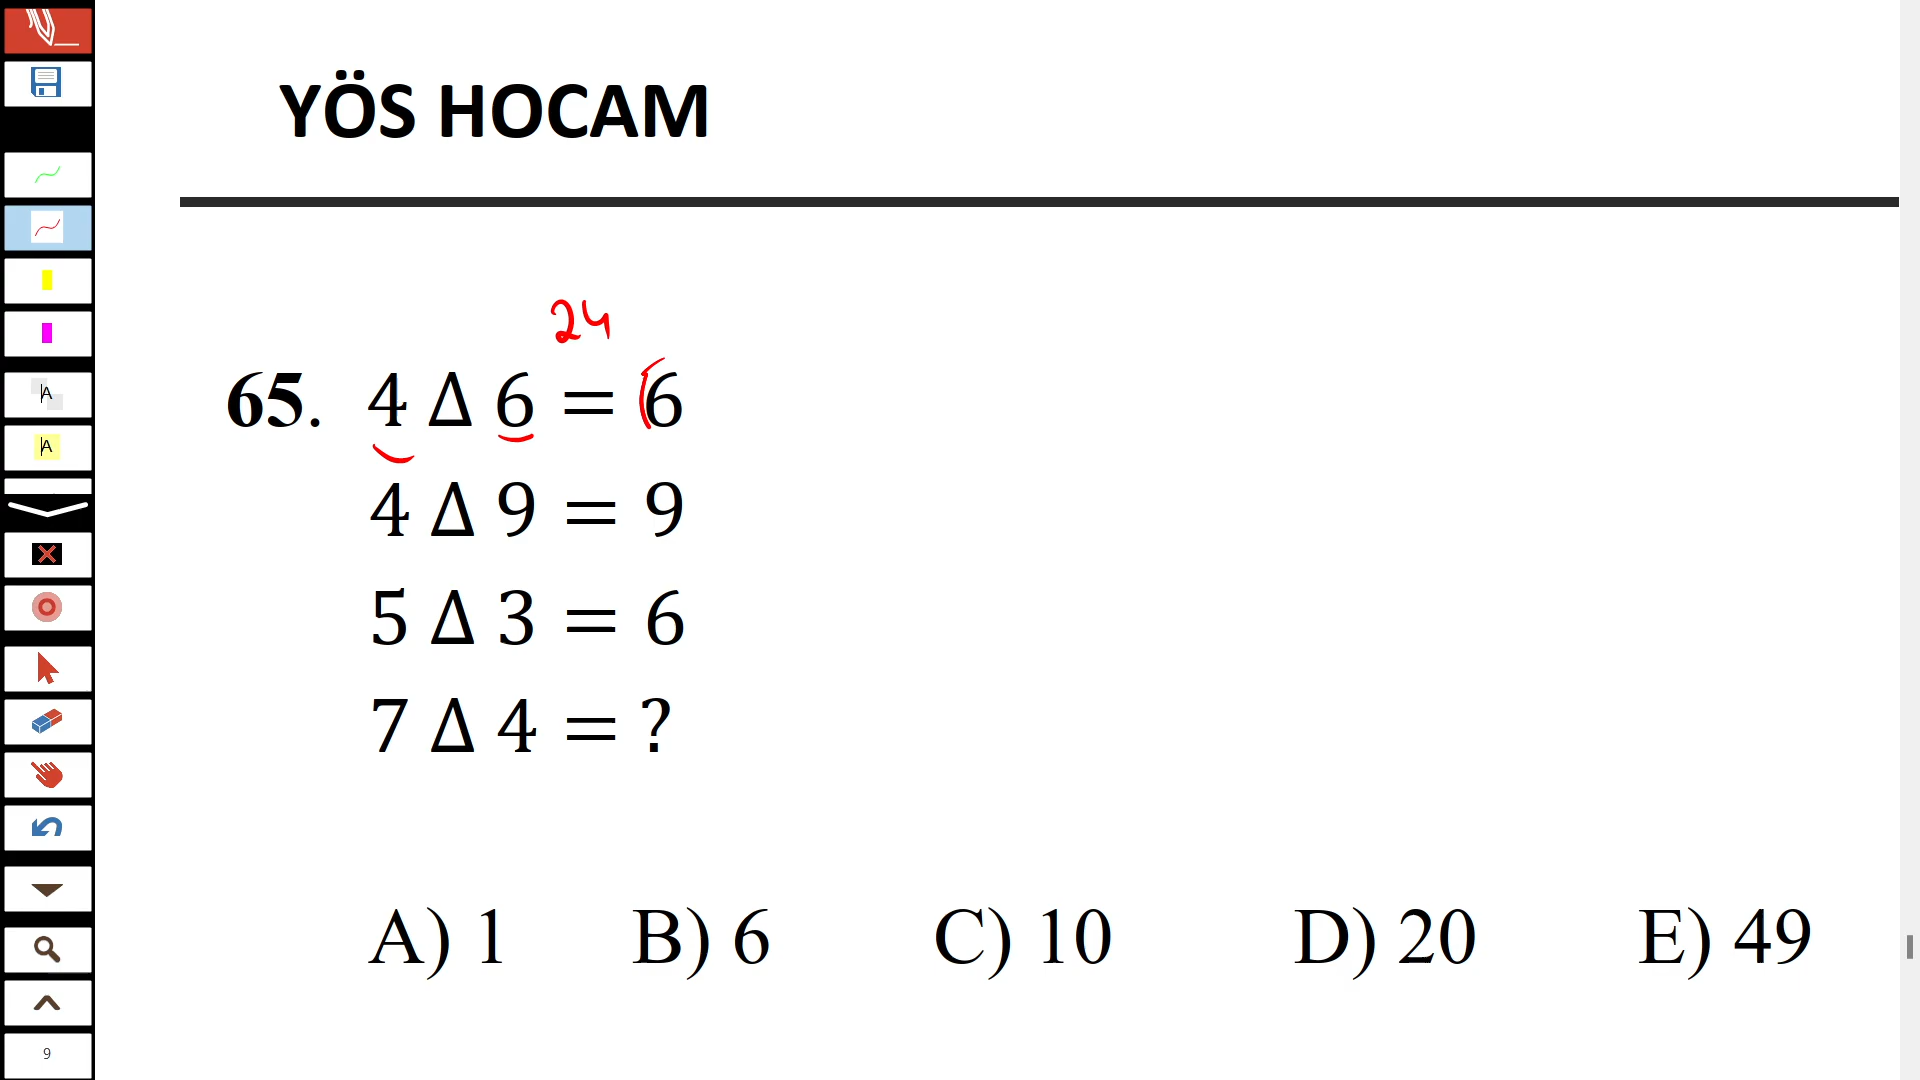 YÖS HOCAM
24
65. 4 Δ 6 = 6
4 Δ 9 = 9
5 Δ 3 = 6
7 Δ 4 = ?
A) 1 B) 6 C) 10 D) 20 E) 49
A
A
9